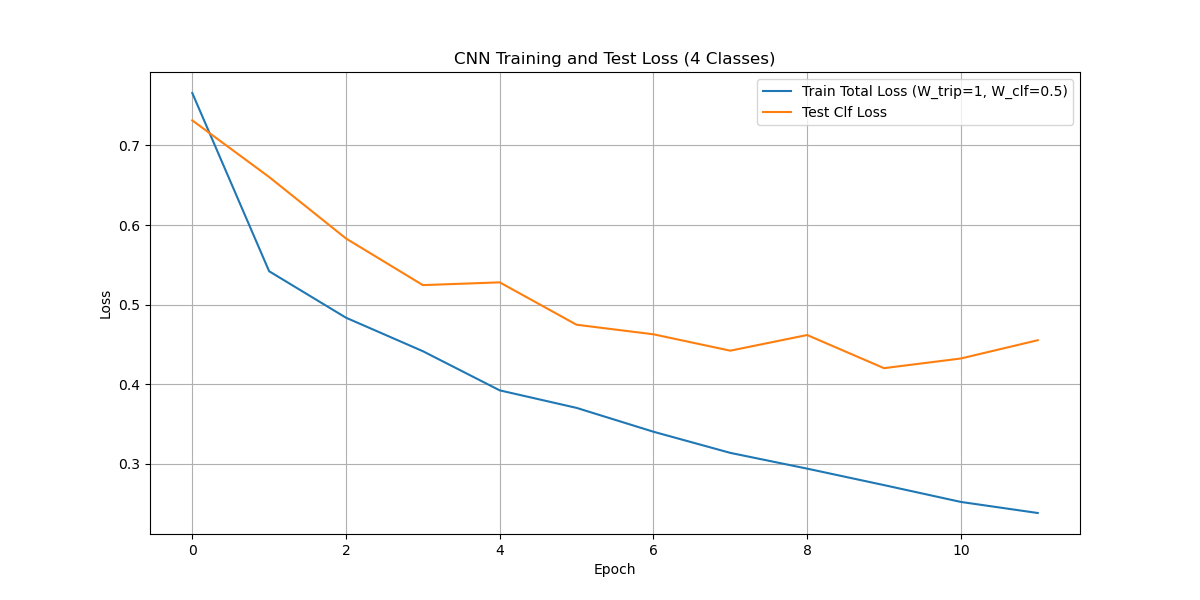 CNN Training and Test Loss (4 Classes)
Train Total Loss (W_trip=1, W_clf=0.5)
Test Clf Loss
Loss
0.7
0.6
0.5
0.4
0.3
0 2 4 6 8 10
Epoch